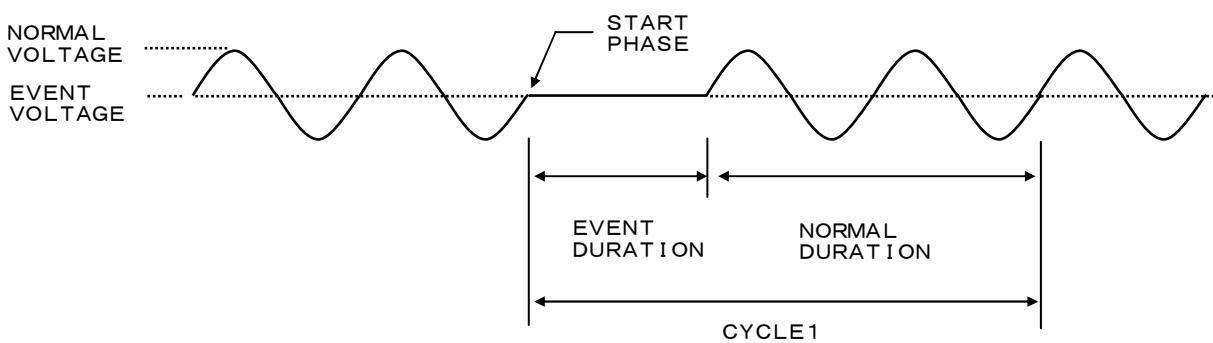 NORMAL
VOLTAGE
EVENT
VOLTAGE
START
PHASE
EVENT
DURATION
NORMAL
DURATION
CYCLE1